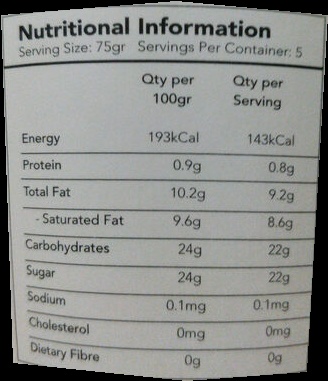 Nutritional Information
Serving Size: 75gr Servings Per Container: 5
Qty per 100gr Qty per Serving
Energy 193kCal 143kCal
Protein 0.9g 0.8g
Total Fat 10.2g 9.2g
- Saturated Fat 9.6g 8.6g
Carbohydrates 24g 22g
Sugar 24g 22g
Sodium 0.1mg 0.1mg
Cholesterol 0mg 0mg
Dietary Fibre 0g 0g